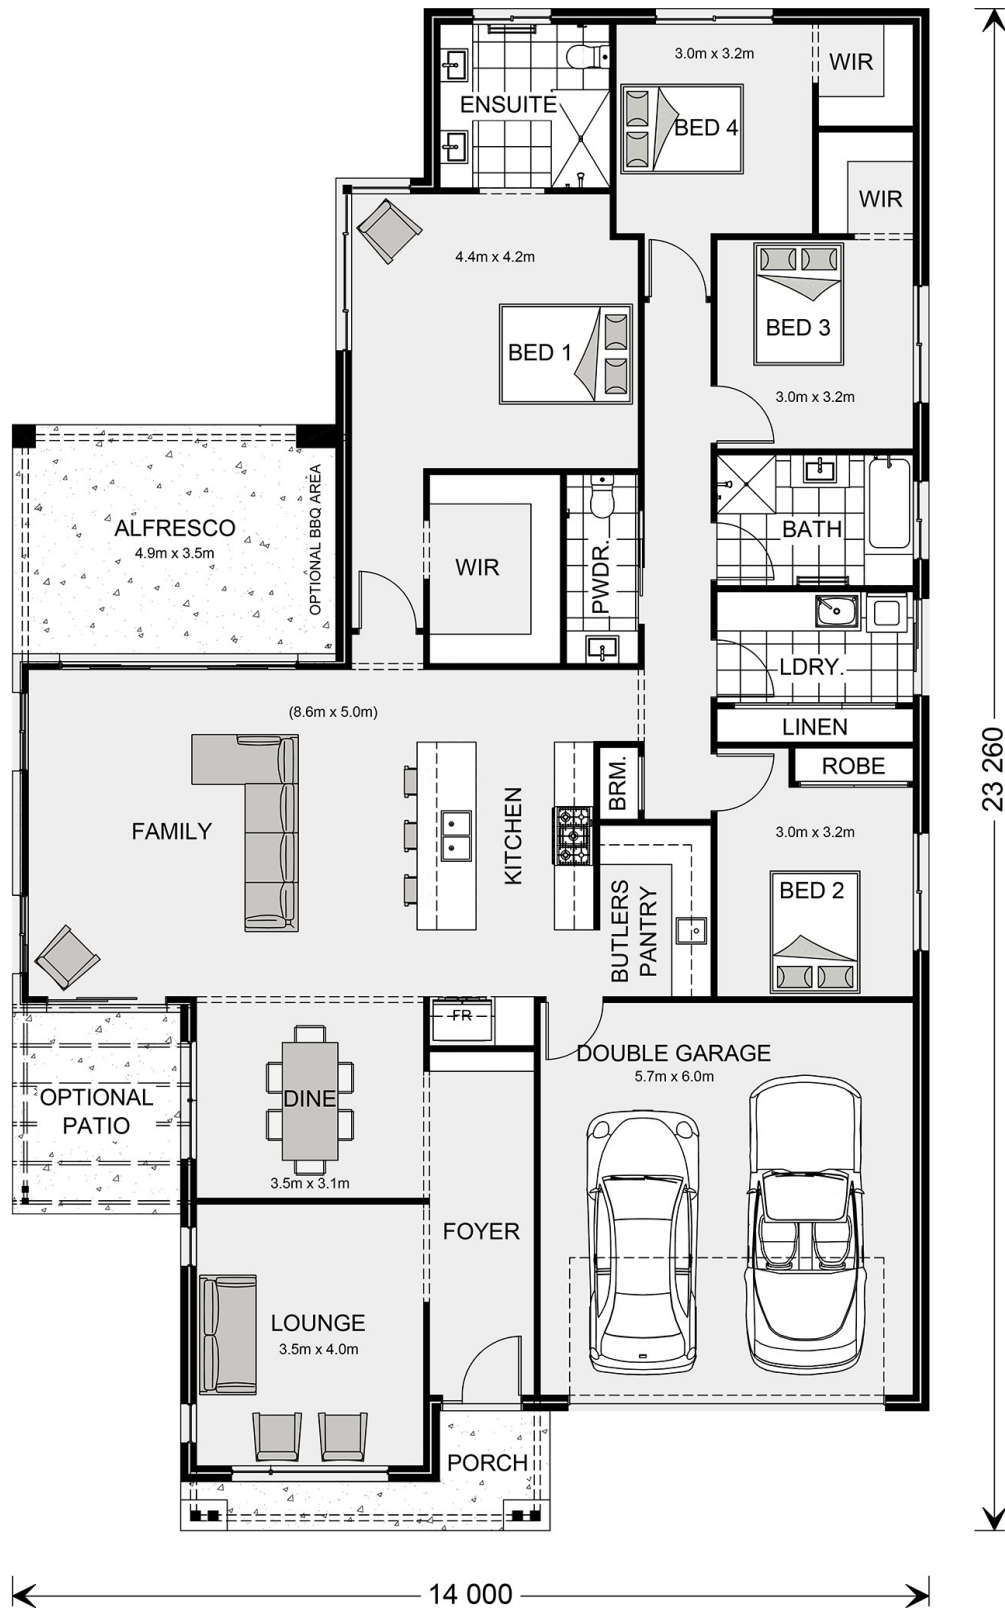 3.0m x 3.2m
WIR
ENSUITE
BED 4
WIR
4.4m x 4.2m
BED 3
BED 1
3.0m x 3.2m
ALFRESCO
4.9m x 3.5m
OPTIONAL BBQ AREA
WIR
PWDR.
BATH
LDRY.
(8.6m x 5.0m)
LINEN
ROBE
BRM.
FAMILY
KITCHEN
3.0m x 3.2m
BED 2
BUTLERS
PANTRY
23 260
FR
DOUBLE GARAGE
5.7m x 6.0m
OPTIONAL
PATIO
DINE
3.5m x 3.1m
FOYER
LOUNGE
3.5m x 4.0m
PORCH
14 000